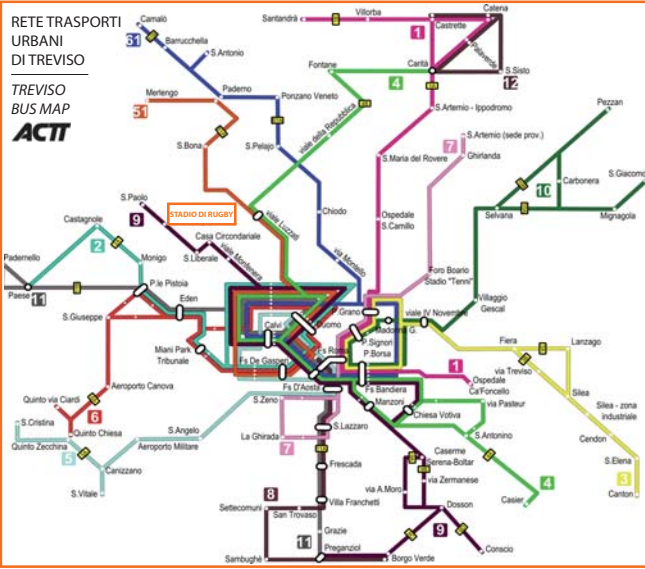 RETE TRASPORTI
URBANI
DI TREVISO
TREVISO
BUS MAP
ACTT
Camalò
61
Barrucchella
S.Antonio
Merlengo
51
Paderno
Ponzano Veneto
S.Bona
S.Pelajo
Santandrà
Villorba
1
Castrette
Catena
Palaverde
Carità
S.Sisto
12
Fontane
4
viale della Repubblica
S.Artemio - Ippodromo
S.Artemio (sede prov.)
7
Ghirlanda
S.Maria del Rovere
Pezzan
10
Carbonera
S.Giacomo
Selvana
Mignagola
S.Paolo
9
STADIO DI RUGBY
viale Luzzati
Chiodo
Ospedale
S.Camillo
Casa Circondariale
S.Liberale
viale Monfenera
via Montello
Castagnole
2
Monigo
Padernello
Paese
11
P.le Pistoia
Eden
Foro Boario
Stadio "Tenni"
Villaggio
Gescal
P.Grano
viale IV Novembre
S.Giuseppe
Calvi
Duomo
Madonna G.
P.Signori
P.Borsa
Miani Park
Tribunale
Fs De Gasperi
Fs Roma
Fiera
Lanzago
via Treviso
1
Ospedale
Ca'Foncello
Silea
Quinto via Ciardi
Aeroporto Canova
6
Fs D'Aosta
Fs Bandiera
Manzoni
via Pasteur
Chiesa Votiva
Silea - zona
industriale
S.Zeno
S.Cristina
Quinto Chiesa
S.Angelo
Quinto Zecchina
5
Aeroporto Militare
La Ghirada
7
S.Lazzaro
S.Antonino
Cendon
Canizzano
S.Vitale
Frescada
Caserme
Serena-Boltar
S.Elena
3
Canton
via Zermanese
via A.Moro
4
Casier
8
Settecomuni
Villa Franchetti
San Trovaso
Dosson
9
Grazie
11
Preganziol
Sambughè
Borgo Verde
Conscio